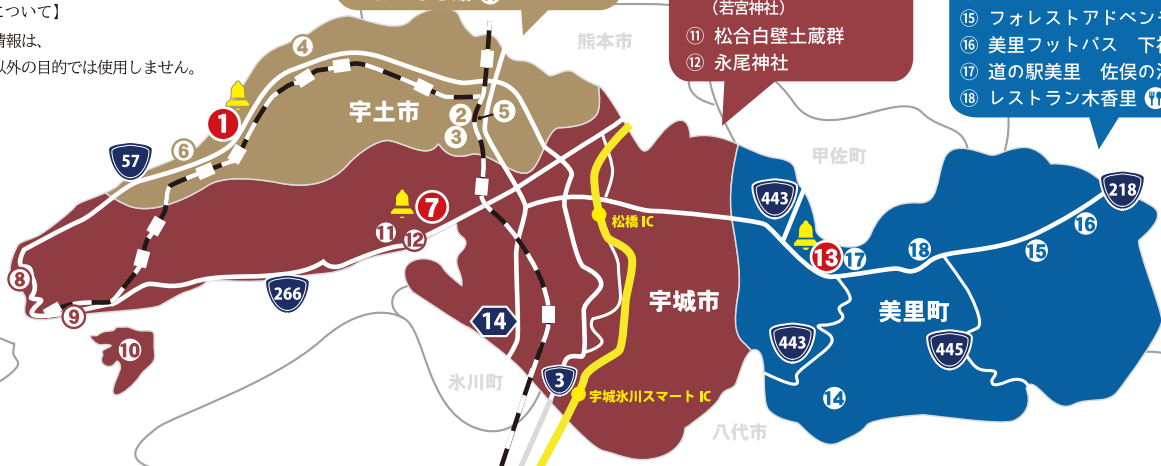 について】
情報は、
以外の目的では使用しません。
(若宮神社)
⑪ 松合白壁土蔵群
⑫ 永尾神社
⑮ フォレストアドベン
⑯ 美里フットパス 下
⑰ 道の駅美里 佐俣の
⑱ レストラン木香里
熊本市
4
宇土市
1
2
5
3
6
57
甲佐町
443
218
7
11
12
松橋 IC
13
17
18
15
16
8
9
266
14
宇城市
美里町
10
443
445
氷川町
3
宇城氷川スマート IC
14
八代市